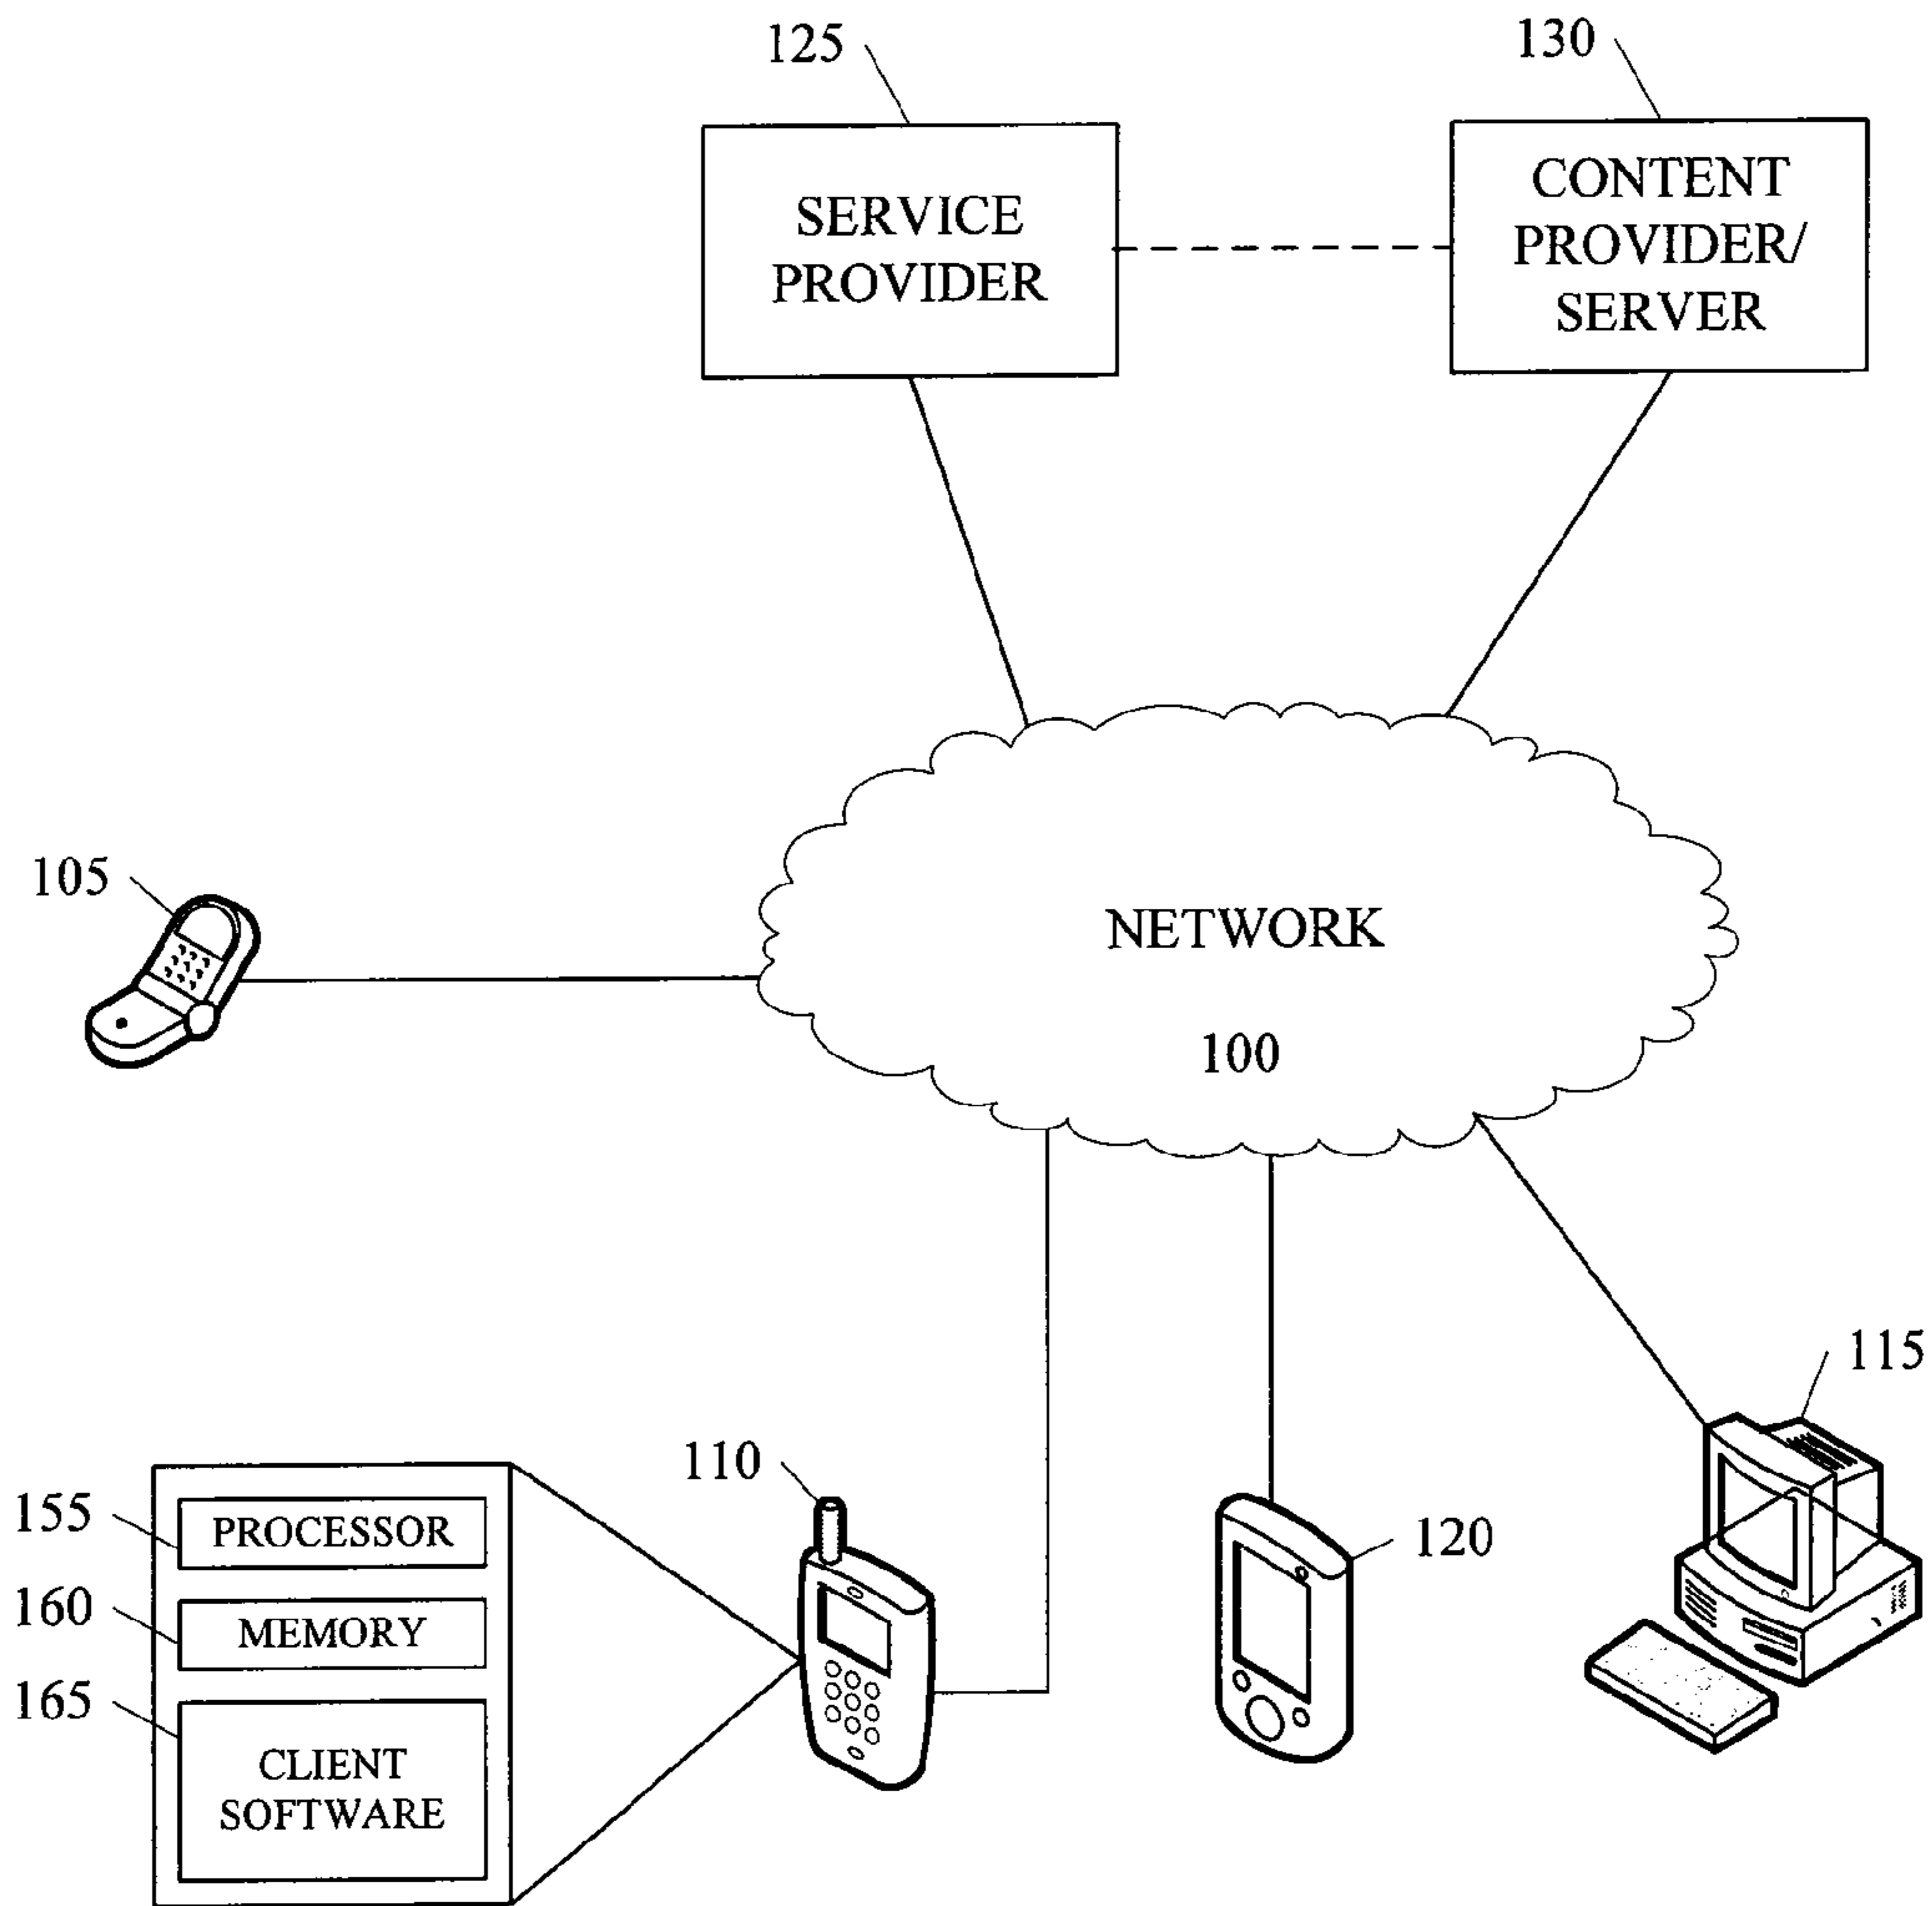 125
130
SERVICE
PROVIDER
CONTENT
PROVIDER/
SERVER
105
NETWORK
100
115
110
120
155
PROCESSOR
160
MEMORY
165
CLIENT
SOFTWARE